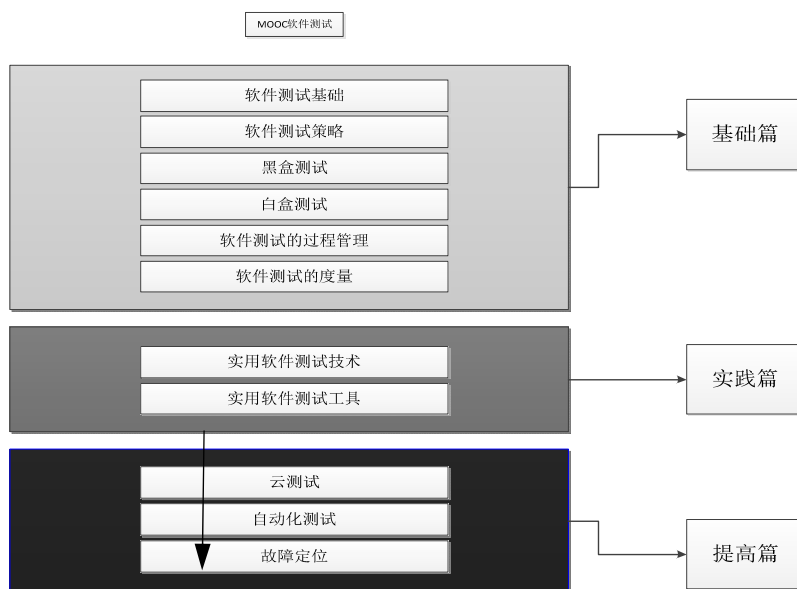 MOOC软件测试
软件测试基础
软件测试策略
黑盒测试
白盒测试
软件测试的过程管理
软件测试的度量
基础篇
实用软件测试技术
实用软件测试工具
实践篇
云测试
自动化测试
故障定位
提高篇